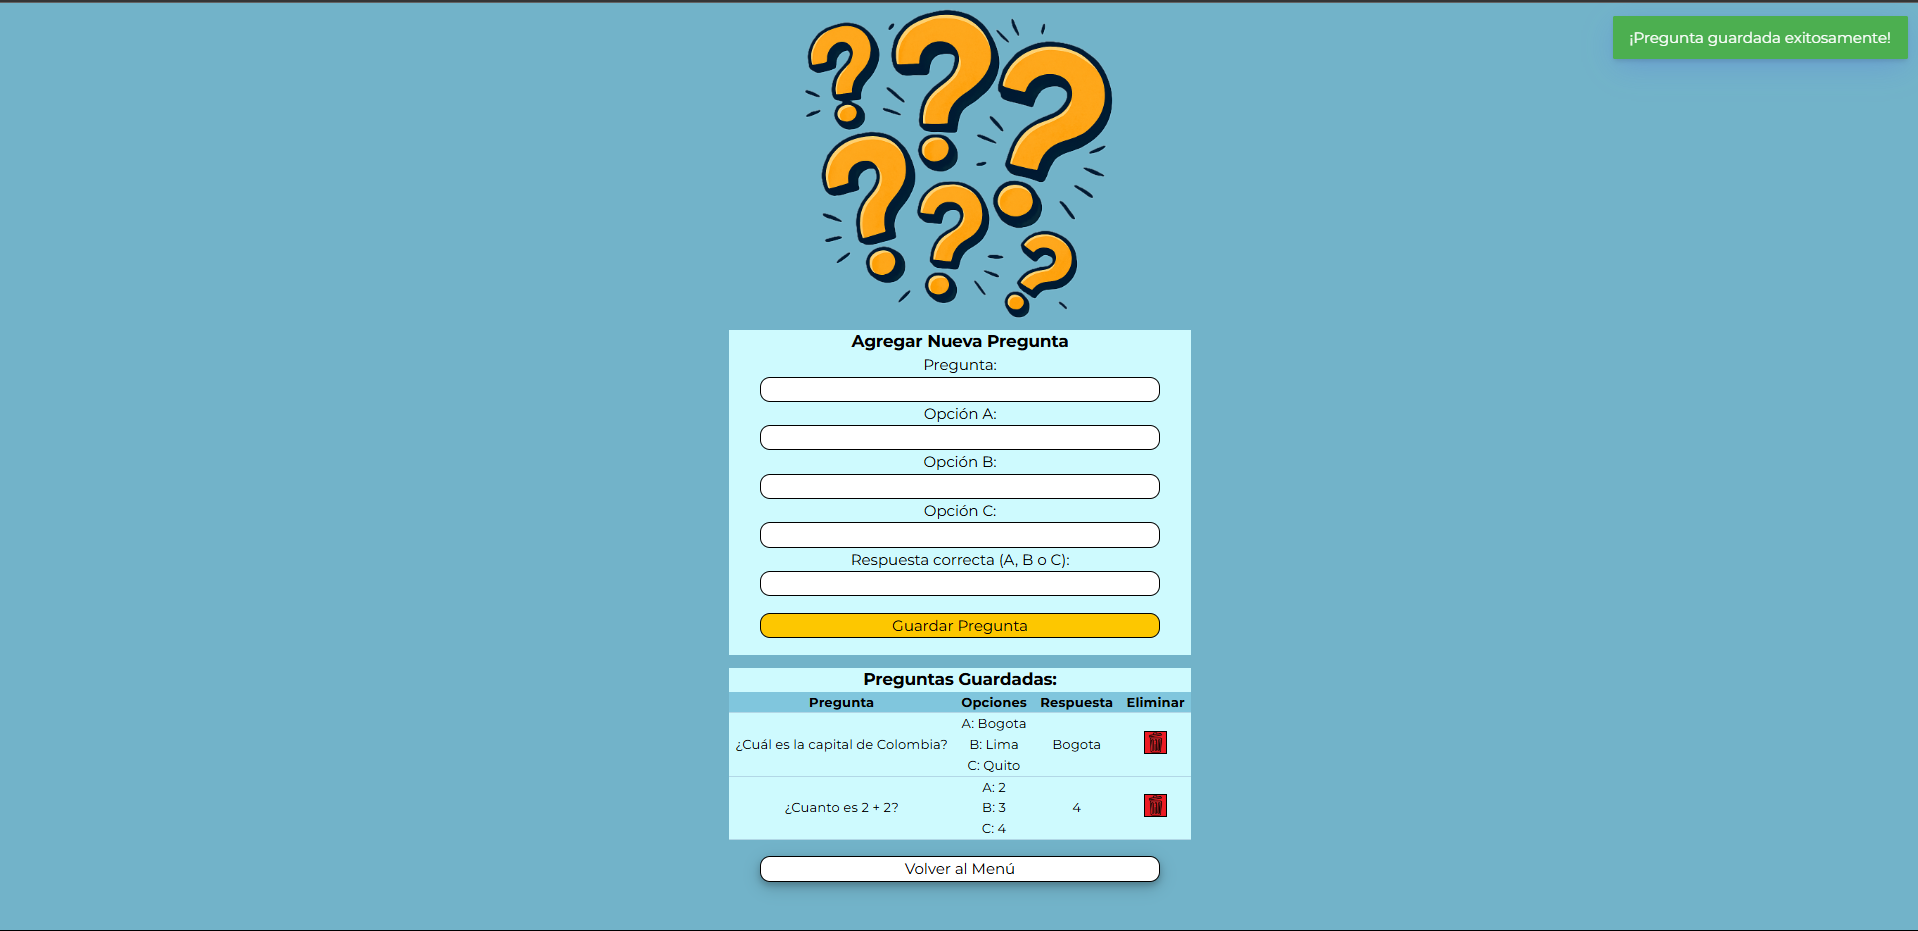 ¡Pregunta guardada exitosamente!
Agregar Nueva Pregunta
Pregunta:
Opción A:
Opción B:
Opción C:
Respuesta correcta (A, B o C):
Guardar Pregunta
Preguntas Guardadas:
Pregunta Opciones Respuesta Eliminar
A: Bogota
¿Cuál es la capital de Colombia? B: Lima Bogota
C: Quito
A: 2
¿Cuanto es 2 + 2? B: 3 4
C: 4
Volver al Menú